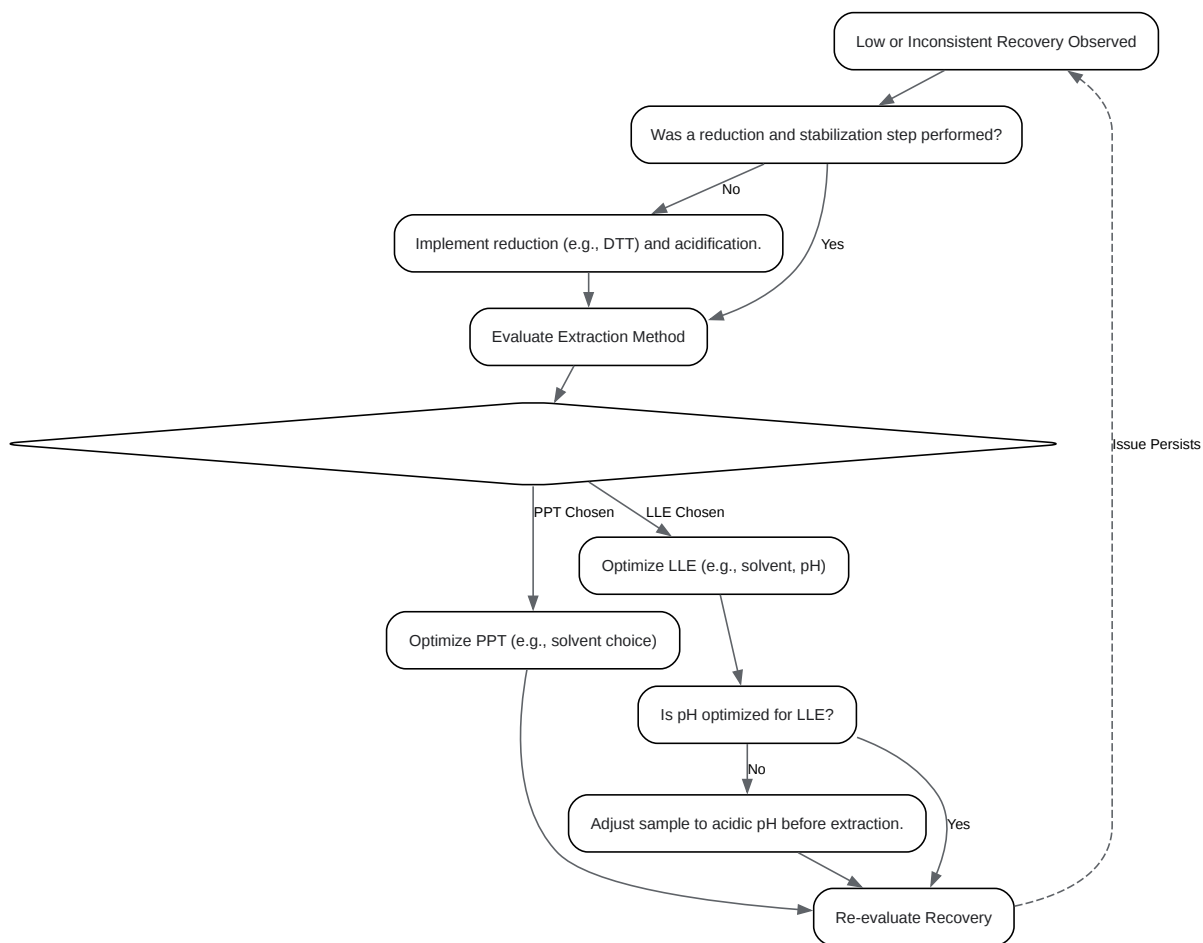 Low or Inconsistent Recovery Observed
Was a reduction and stabilization step performed?
No
Implement reduction (e.g., DTT) and acidification.
Yes
Evaluate Extraction Method
Issue Persists
PPT Chosen
LLE Chosen
Optimize LLE (e.g., solvent, pH)
Optimize PPT (e.g., solvent choice)
Is pH optimized for LLE?
No
Adjust sample to acidic pH before extraction.
Yes
Re-evaluate Recovery